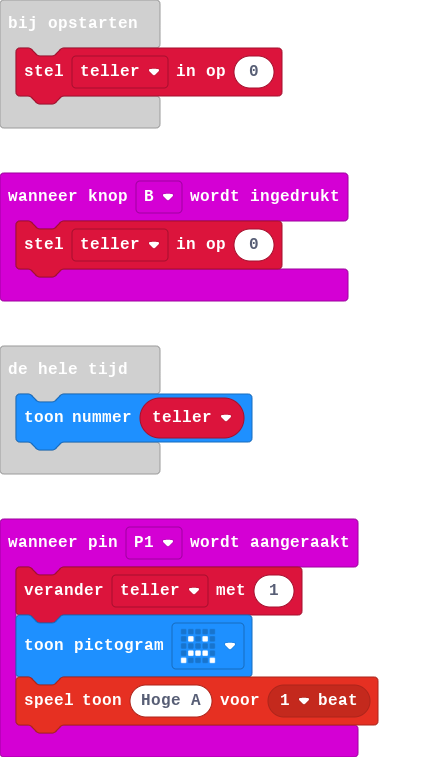 bij opstarten
stel teller in op 0
wanneer knop B wordt ingedrukt
stel teller in op 0
de hele tijd
toon nummer teller
wanneer pin P1 wordt aangeraakt
verander teller met 1
toon pictogram
speel toon Hoge A voor 1 beat